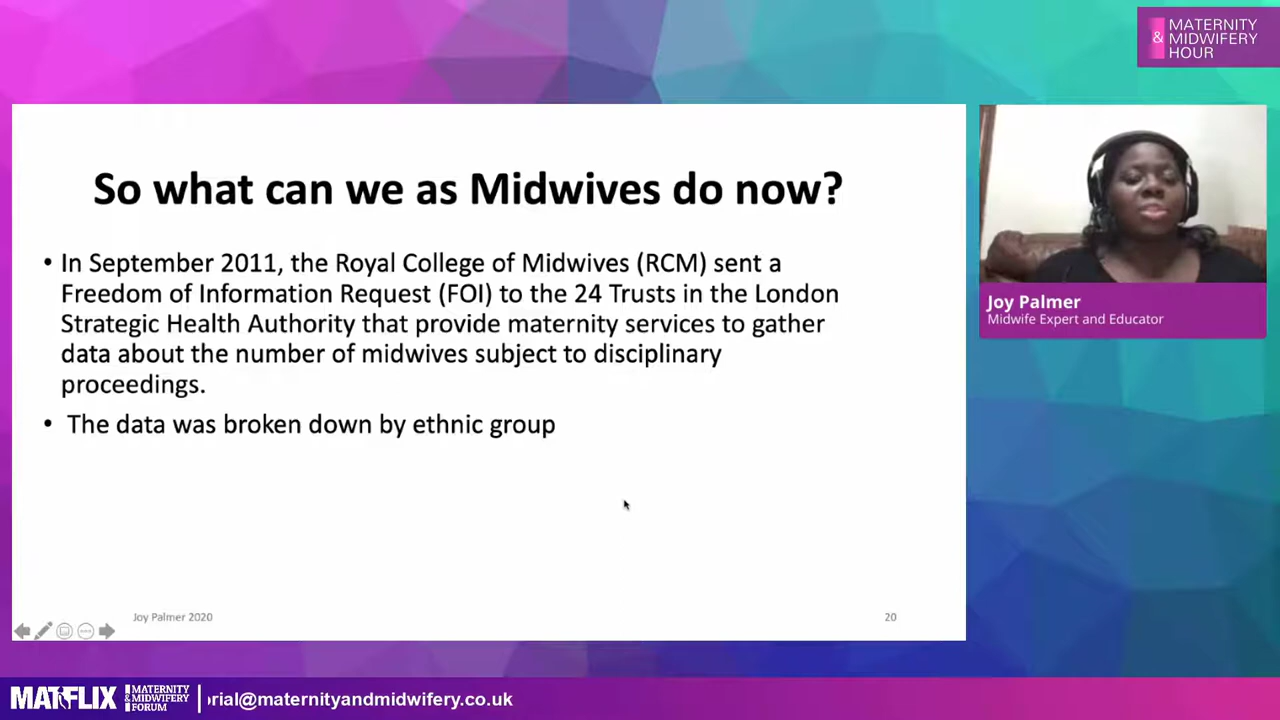 MATERNITY
& MIDWIFERY
HOUR
So what can we as Midwives do now?
• In September 2011, the Royal College of Midwives (RCM) sent a
Freedom of Information Request (FOI) to the 24 Trusts in the London
Strategic Health Authority that provide maternity services to gather
data about the number of midwives subject to disciplinary
proceedings.
• The data was broken down by ethnic group
Joy Palmer
Midwife Expert and Educator
Joy Palmer 2020
20
MATFLIX
MATERNITY
& MIDWIFERY
FORUM
rial@maternityandmidwifery.co.uk